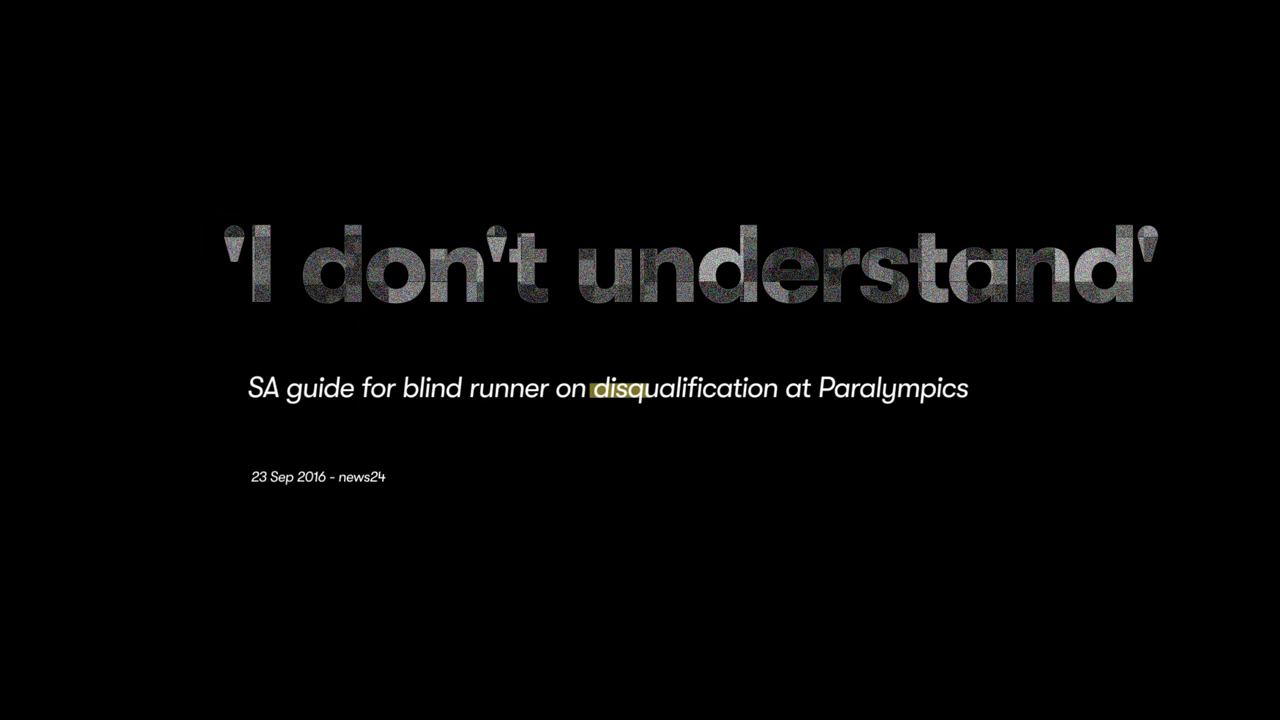 'I don't understand'
SA guide for blind runner on disqualification at Paralympics
23 Sep 2016 - news24